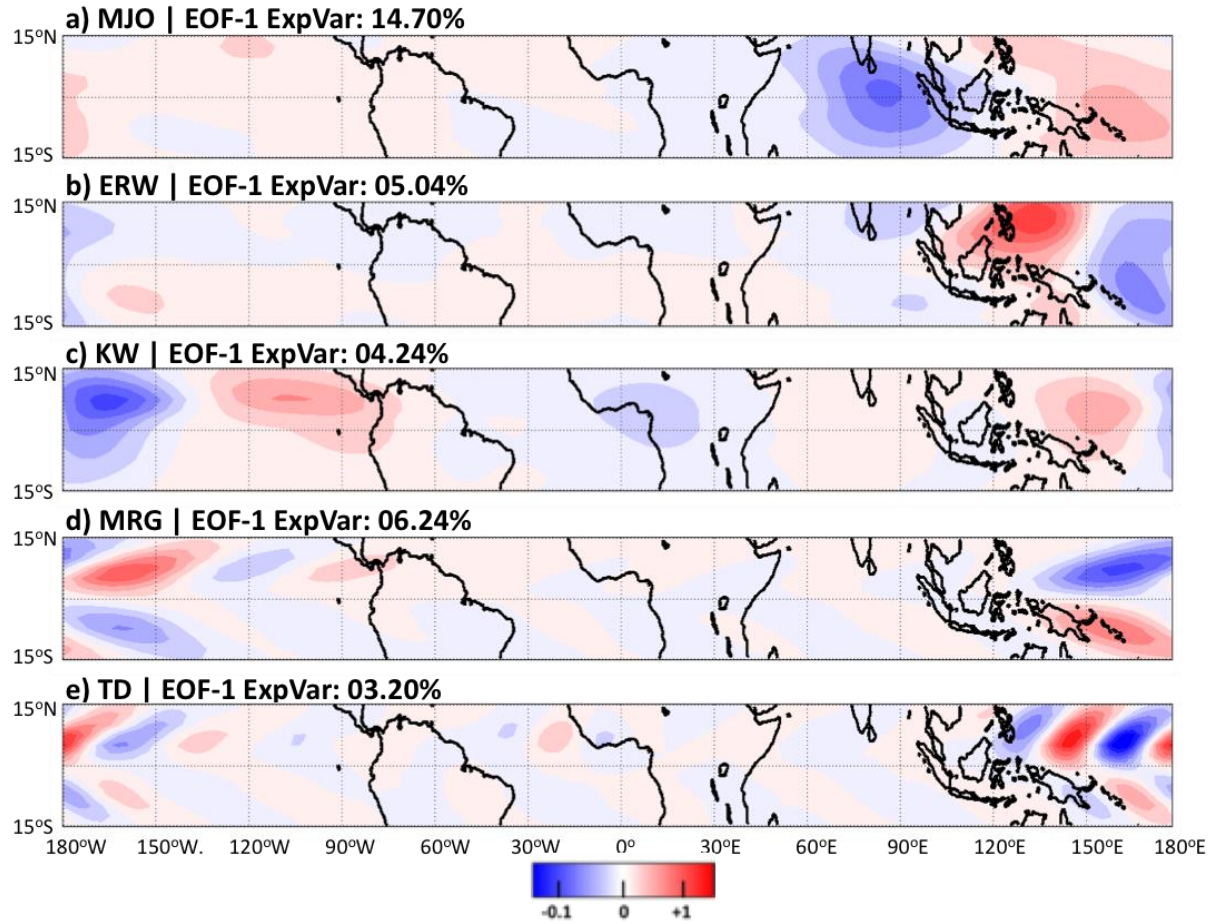 a) MJO | EOF-1 ExpVar: 14.70%
15°N
15°S
b) ERW | EOF-1 ExpVar: 05.04%
15°N
15°S
c) KW | EOF-1 ExpVar: 04.24%
15°N
15°S
d) MRG | EOF-1 ExpVar: 06.24%
15°N
15°S
e) TD | EOF-1 ExpVar: 03.20%
15°N
15°S
180°W 150°W. 120°W 90°W 60°W 30°W 0° 30°E 60°E 90°E 120°E 150°E 180°E
-0.1 0 +1